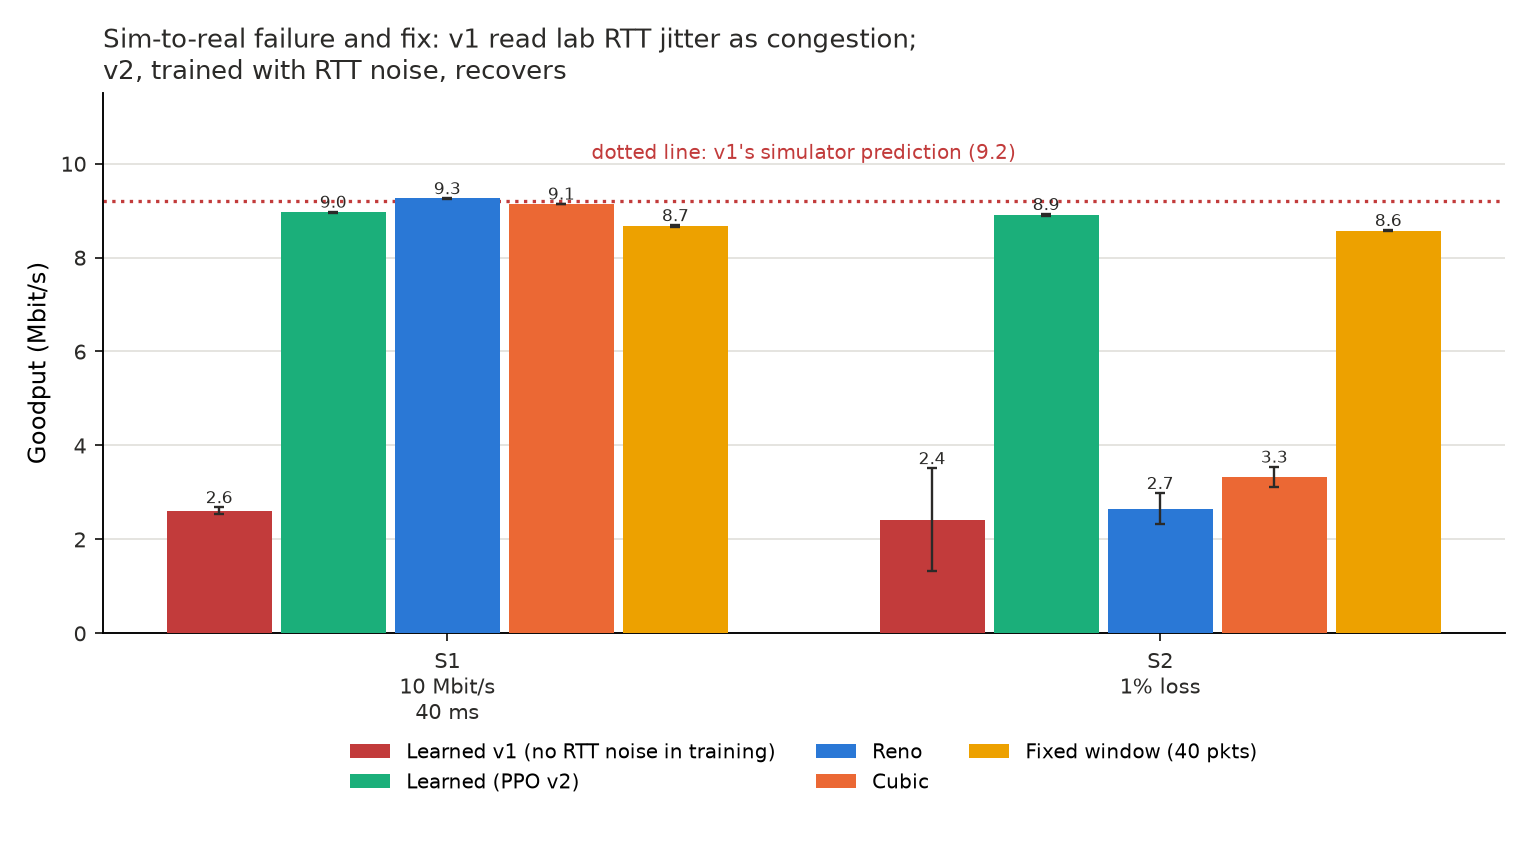 Sim-to-real failure and fix: v1 read lab RTT jitter as congestion;
v2, trained with RTT noise, recovers
dotted line: v1's simulator prediction (9.2)
Goodput (Mbit/s)
10
8
6
4
2
0
2.6
9.0
9.3
9.1
8.7
2.4
8.9
2.7
3.3
8.6
S1
10 Mbit/s
40 ms
S2
1% loss
Learned v1 (no RTT noise in training)
Learned (PPO v2)
Reno
Cubic
Fixed window (40 pkts)